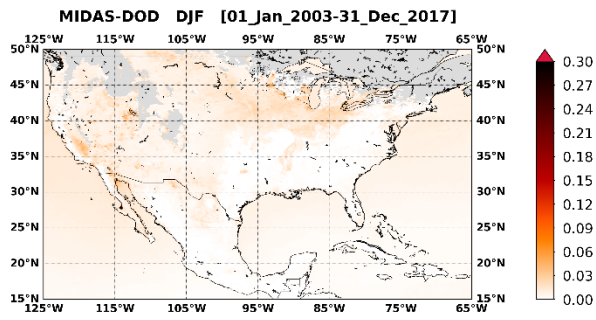 MIDAS-DOD DJF [01_Jan_2003-31_Dec_2017]
125°W 115°W 105°W 95°W 85°W 75°W 65°W
50°N 50°N
45°N 45°N
40°N 40°N
35°N 35°N
30°N 30°N
25°N 25°N
20°N 20°N
15°N 15°N
125°W 115°W 105°W 95°W 85°W 75°W 65°W
0.30
0.27
0.24
0.21
0.18
0.15
0.12
0.09
0.06
0.03
0.00